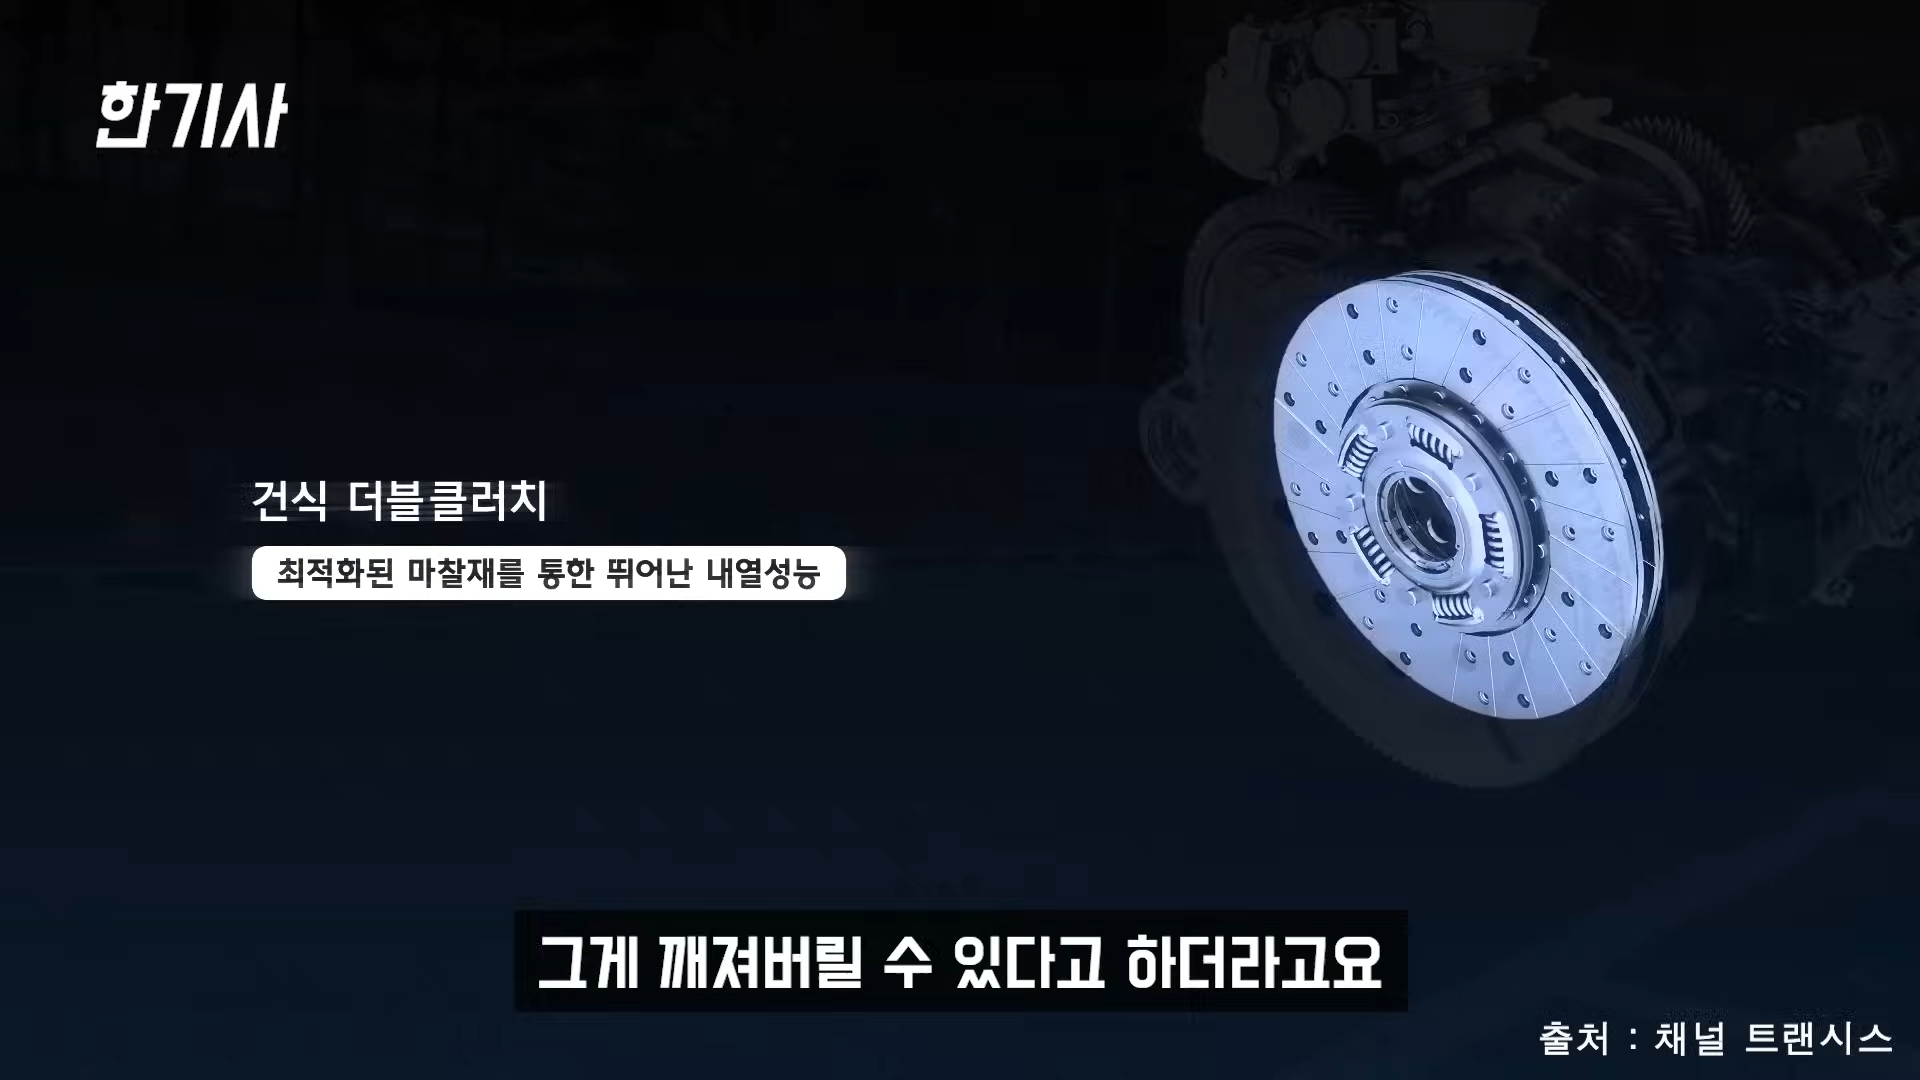 한기사
건식 더블클러치
최적화된 마찰재를 통한 뛰어난 내열성능
그게 깨져버릴 수 있다고 하더라고요
출처 : 채널 트랜시스